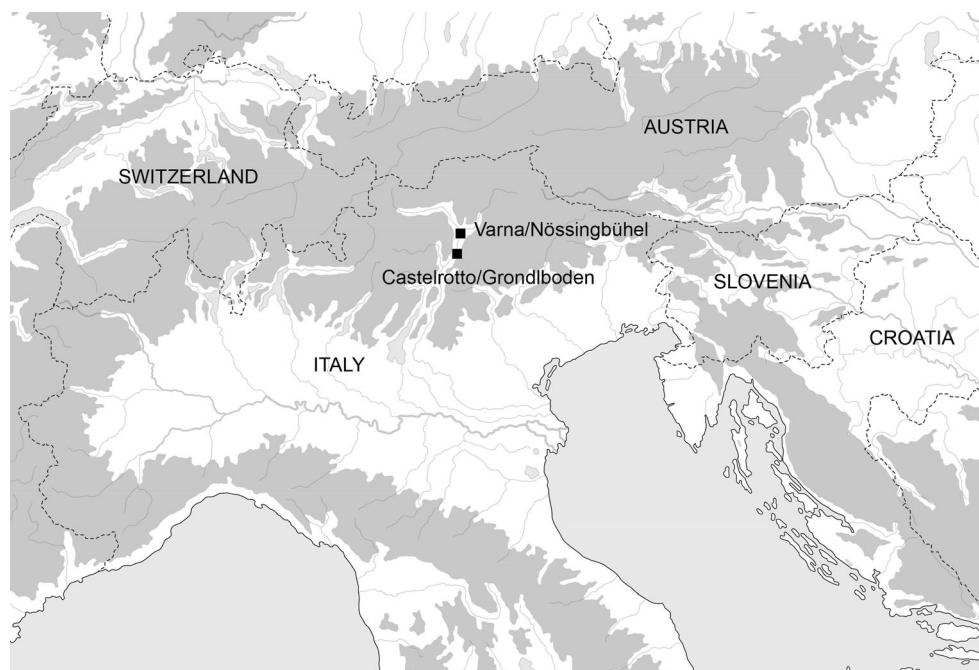 AUSTRIA
SWITZERLAND
Varna/Nössingbühel
Castelrotto/Grondlboden
SLOVENIA
CROATIA
ITALY